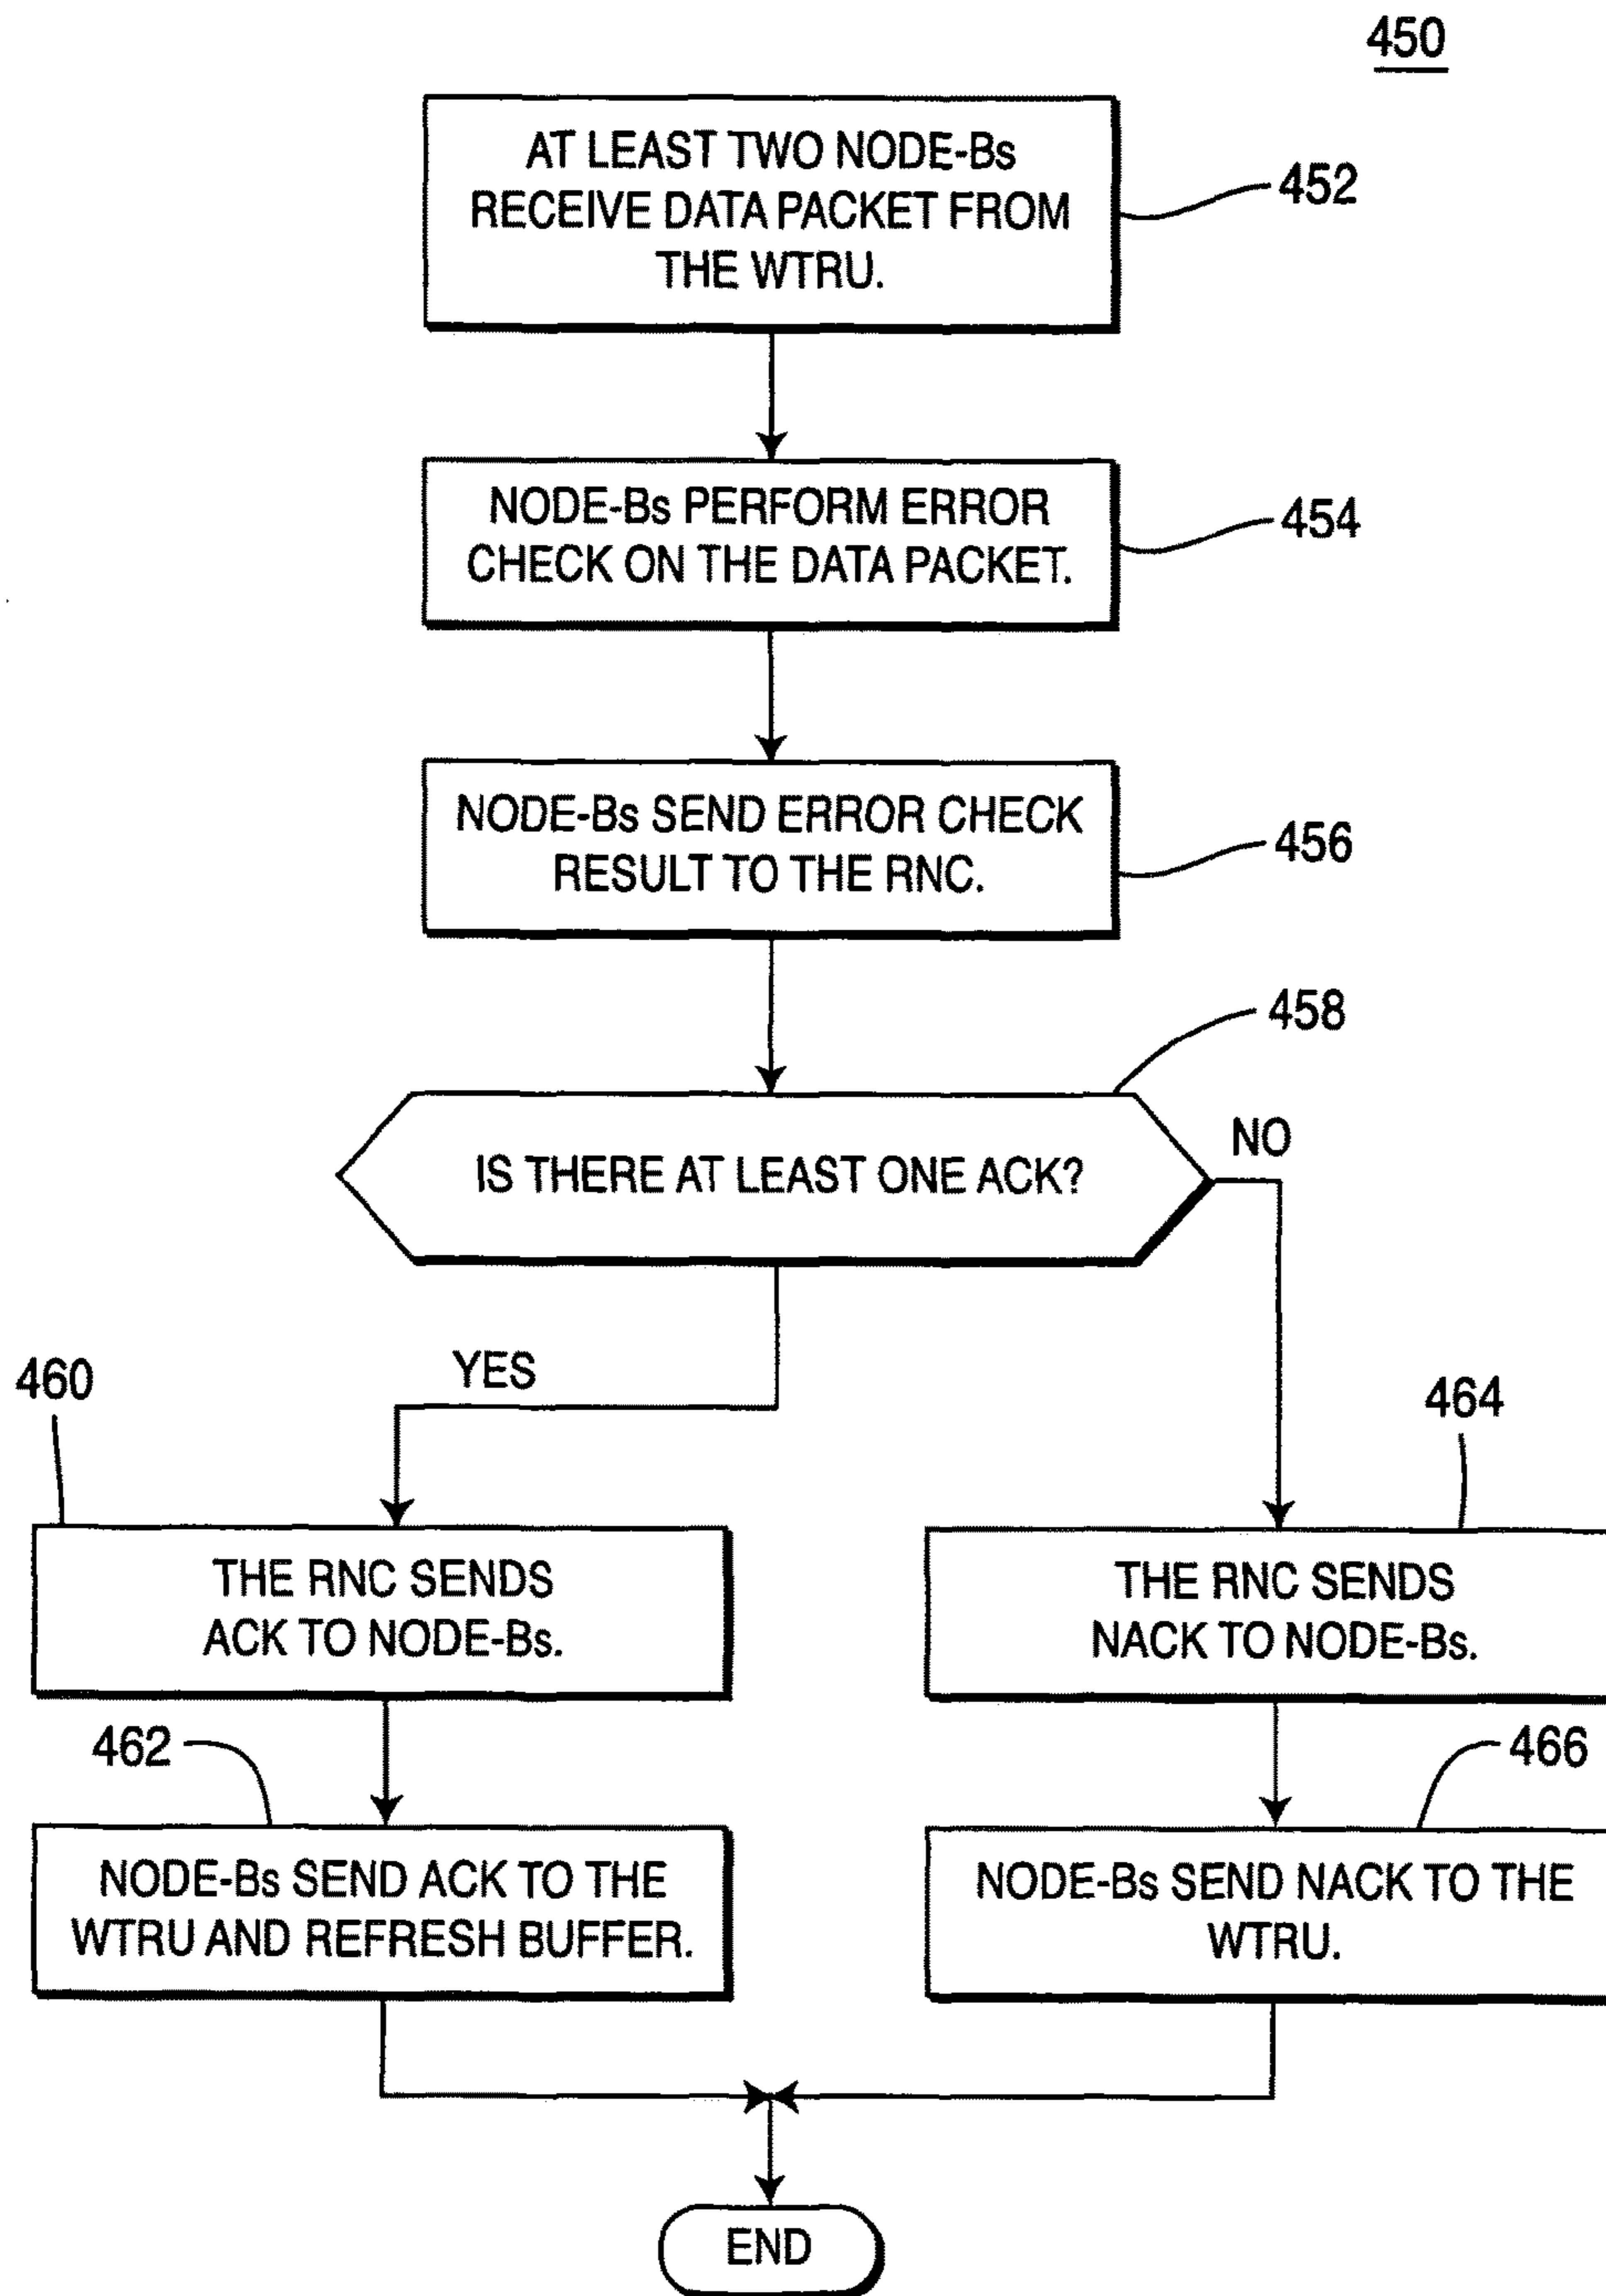 450
AT LEAST TWO NODE-Bs
RECEIVE DATA PACKET FROM
THE WTRU.
452
NODE-Bs PERFORM ERROR
CHECK ON THE DATA PACKET.
454
NODE-Bs SEND ERROR CHECK
RESULT TO THE RNC.
456
458
IS THERE AT LEAST ONE ACK?
NO
YES
460
THE RNC SENDS
ACK TO NODE-Bs.
464
THE RNC SENDS
NACK TO NODE-Bs.
462
NODE-Bs SEND ACK TO THE
WTRU AND REFRESH BUFFER.
466
NODE-Bs SEND NACK TO THE
WTRU.
END